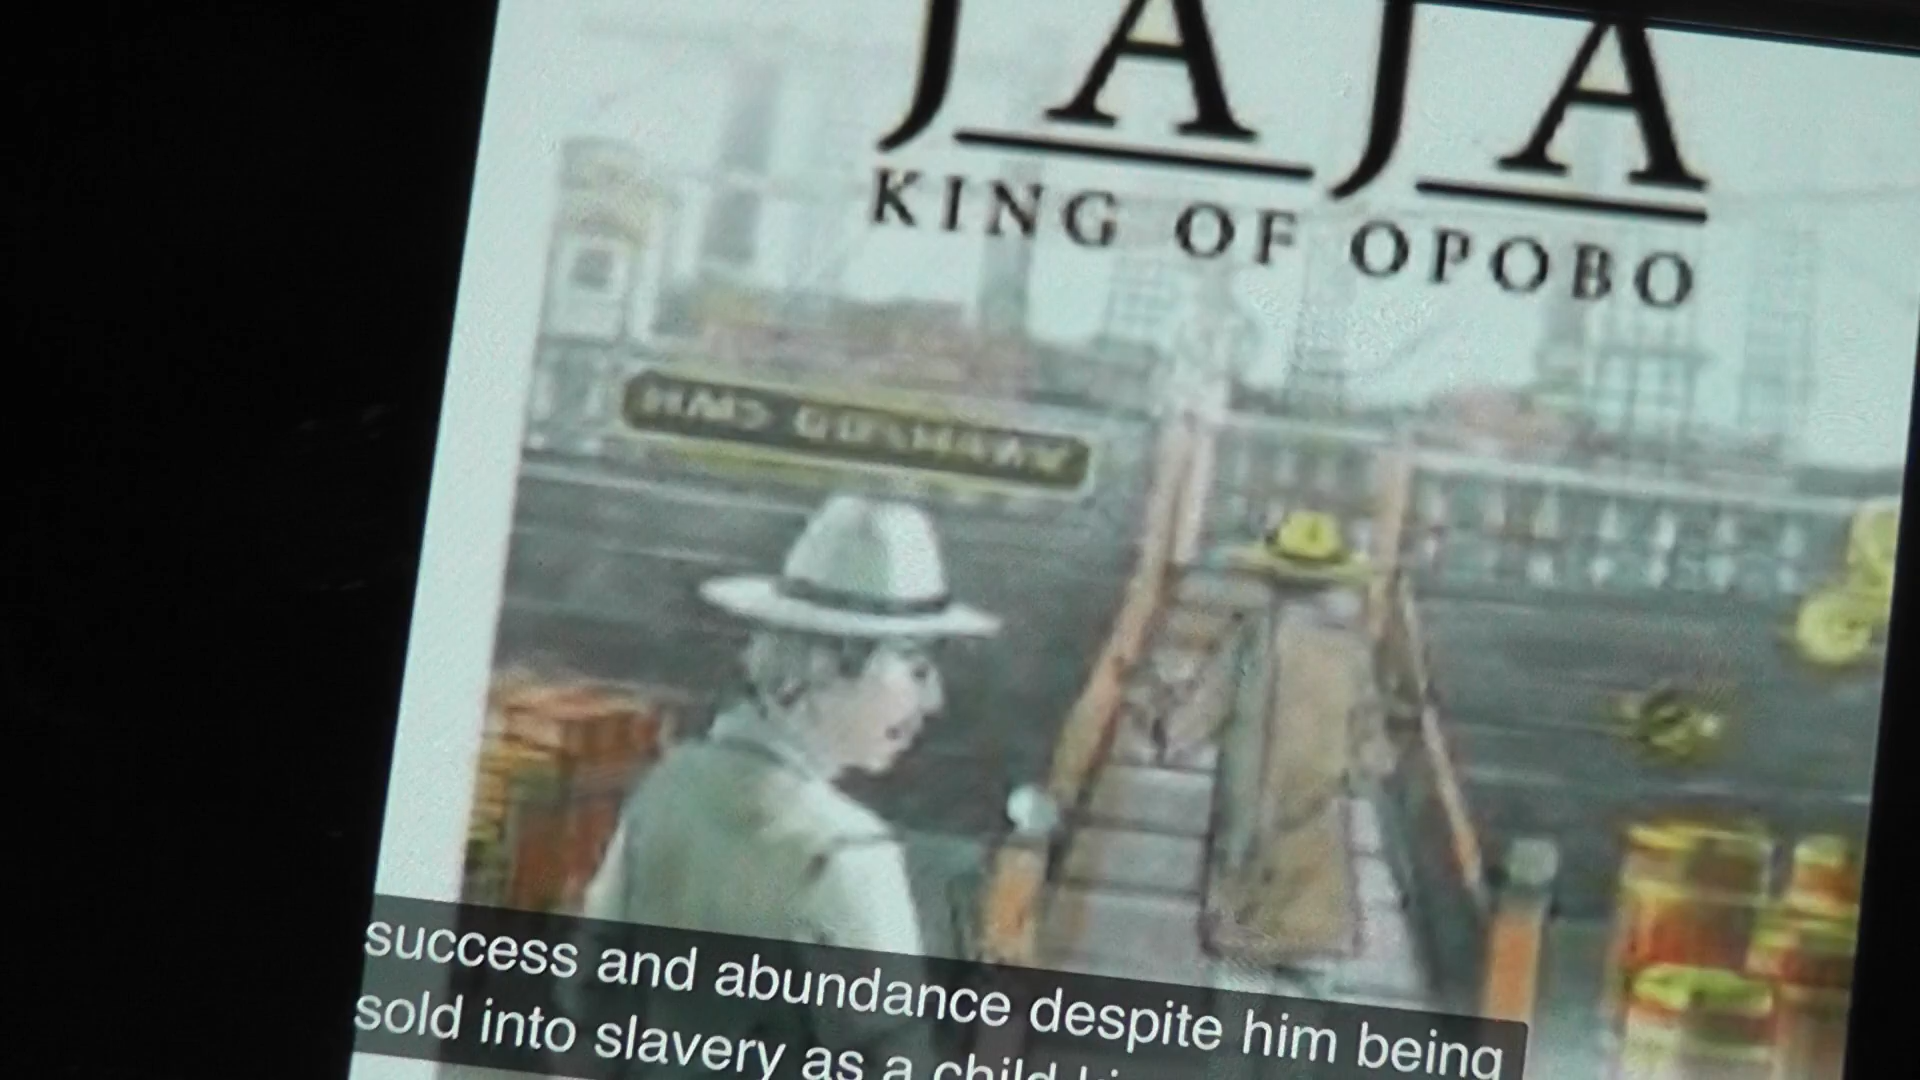 JAJA
KING OF OPOBO
success and abundance despite him being
sold into slavery as a child